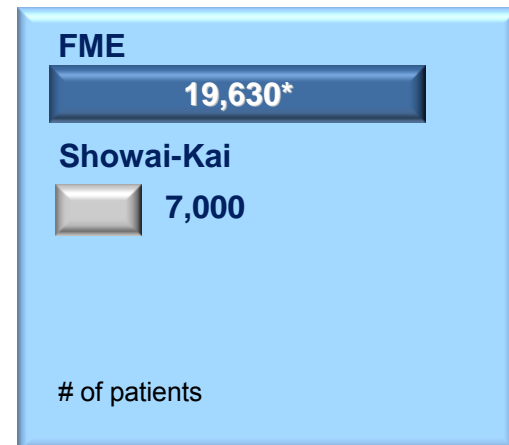 FME
19,630*
Showai-Kai
7,000
# of patients